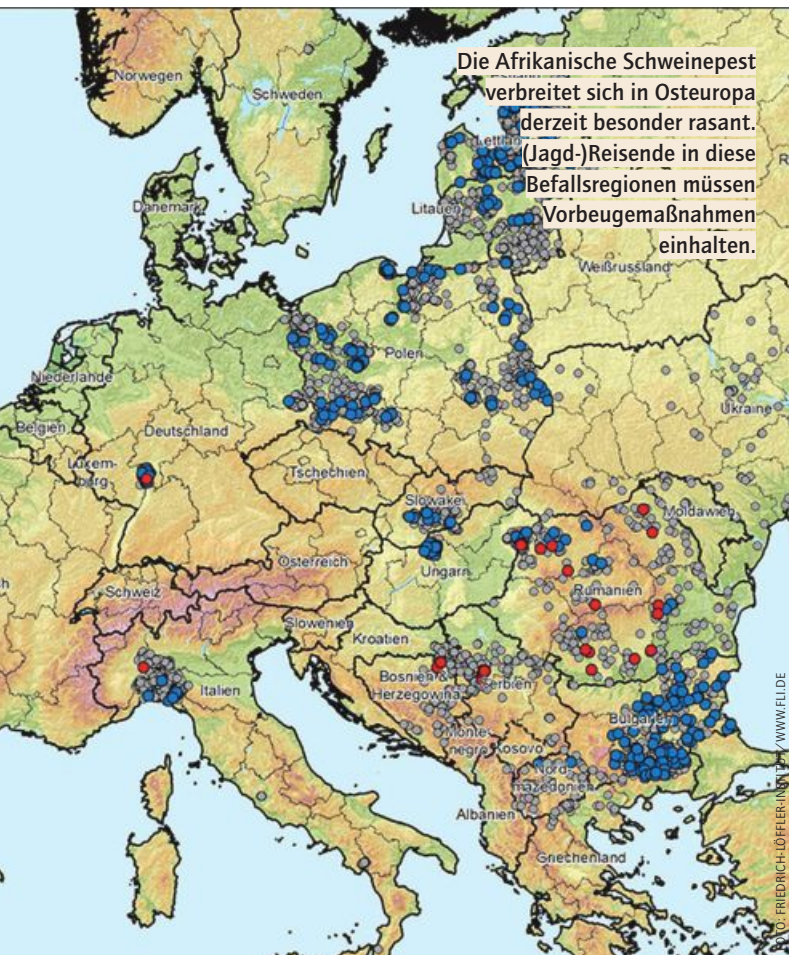 Die Afrikanische Schweinepest
verbreitet sich in Osteuropa
derzeit besonder rasant.
(Jagd-)Reisende in diese
Befallsregionen müssen
Vorbeugemaßnahmen
einhalten.
Norwegen
Schweden
Lettland
Dänemark
Litauen
Weißrussland
Niederlande
Polen
Ukraine
Belgien
Deutschland
Luxem-
burg
Tschechien
Slowakei
Moldawien
Österreich
Ungarn
Schweiz
Rumänien
Slowenien
Kroatien
Italien
Bosnien &
Herzegowina
Serbien
Bulgarien
Monte-
negro
Kosovo
Nord-
mazedonien
Albanien
Griechenland
FOTO: FRIEDRICH-LÖFFLER-INSTITUT/WWW.FLI.DE